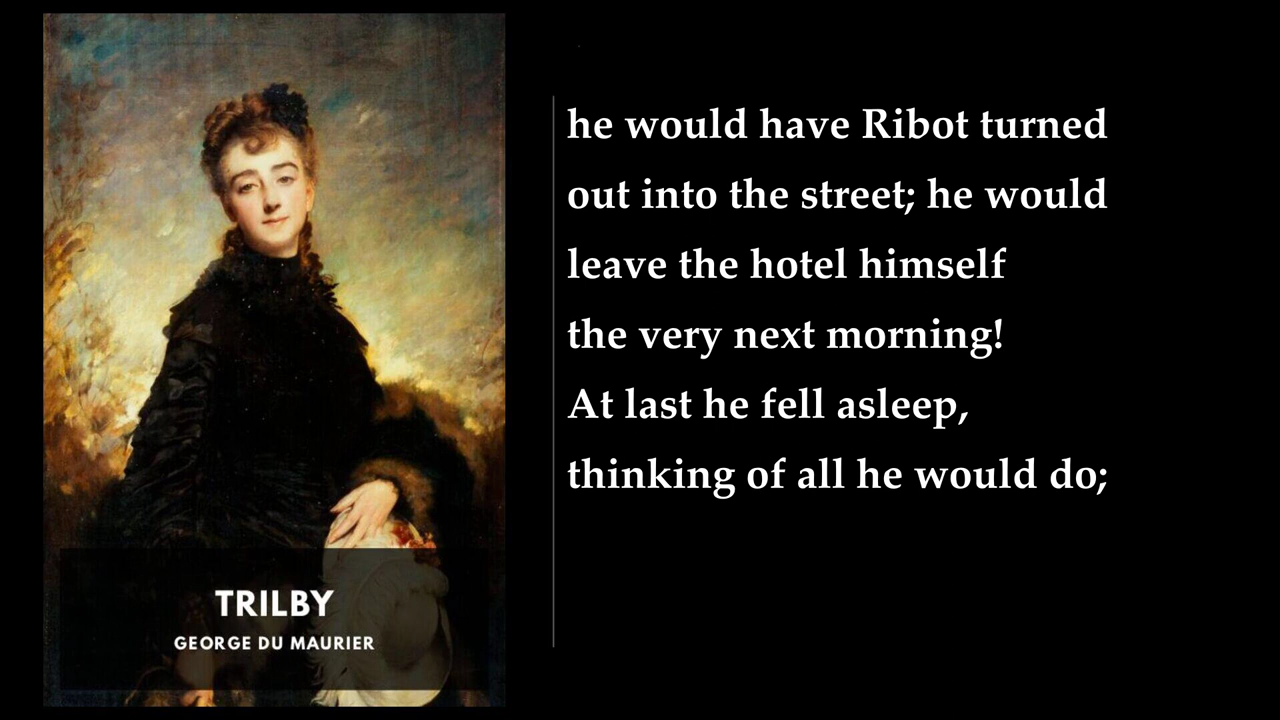 TRILBY
GEORGE DU MAURIER
he would have Ribot turned
out into the street; he would
leave the hotel himself
the very next morning!
At last he fell asleep,
thinking of all he would do;